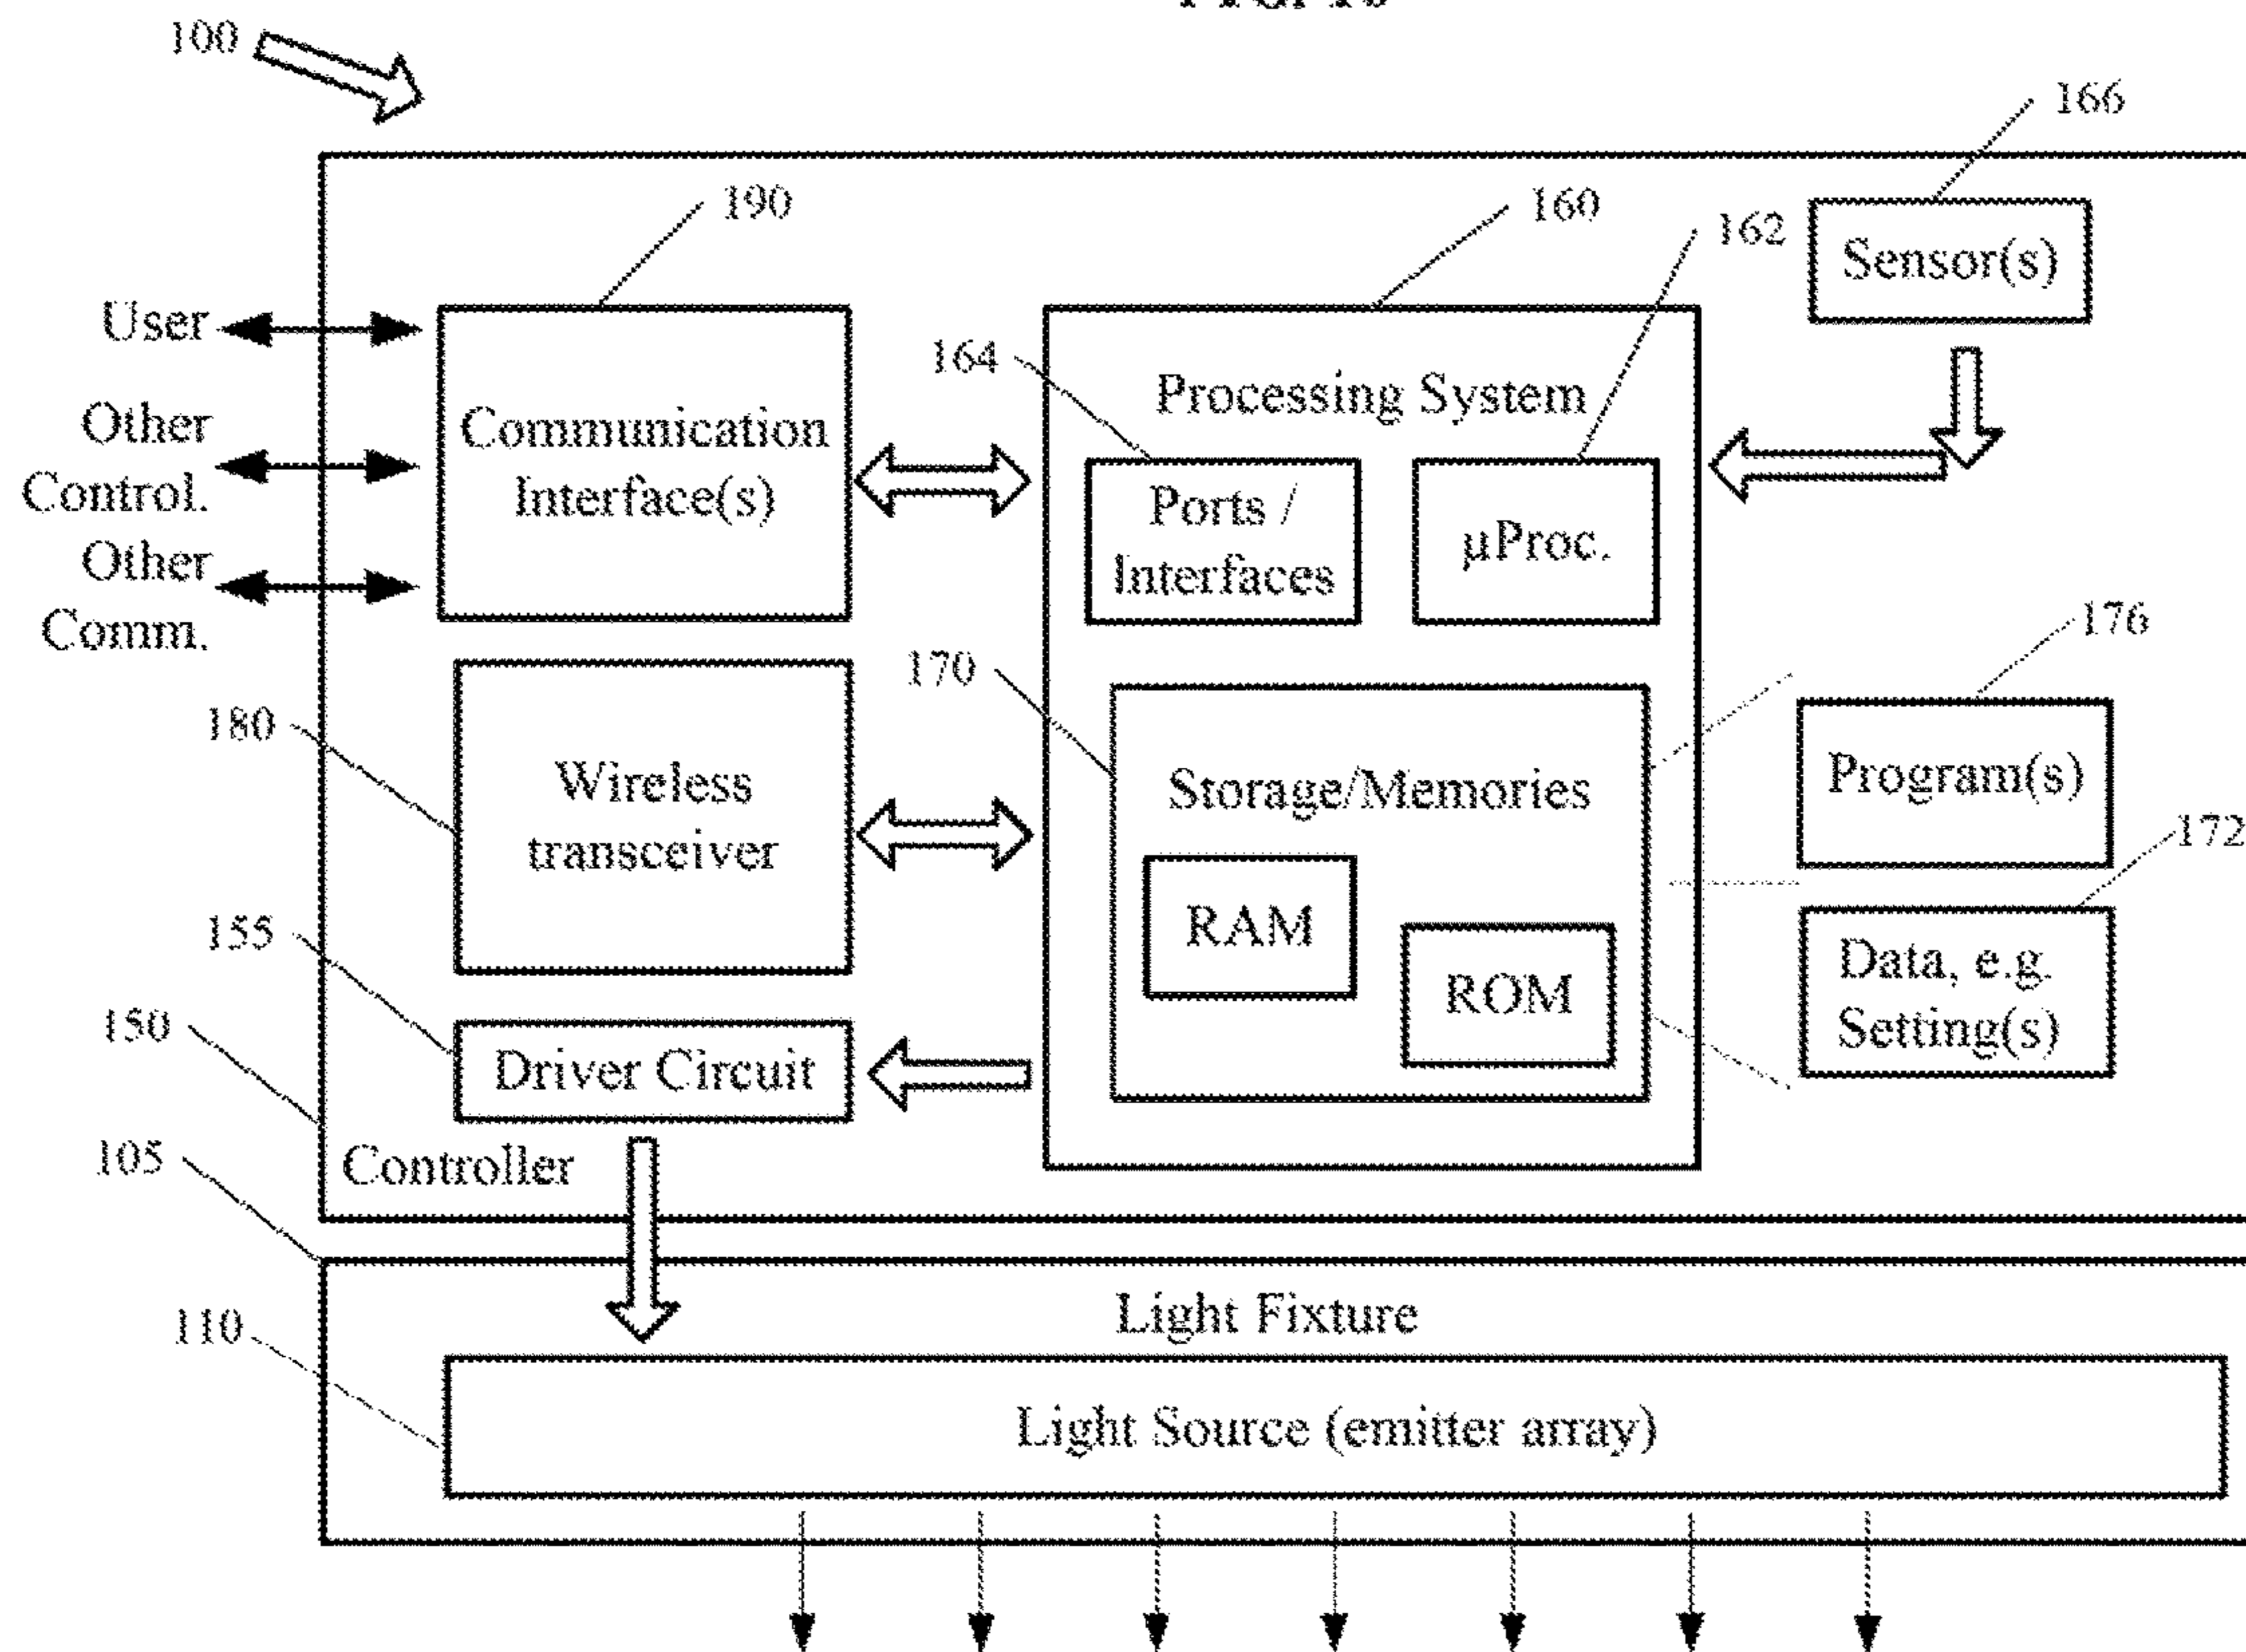 100
166
190
160
162
Sensor(s)
User
164
Processing System
Other
Control.
Communication
Interface(s)
Ports /
Interfaces
µProc.
Other
Comm.
176
170
180
Wireless
transceiver
Storage/Memories
Program(s)
172
RAM
ROM
Data, e.g.
Setting(s)
155
150
Driver Circuit
105
Controller
Light Fixture
110
Light Source (emitter array)